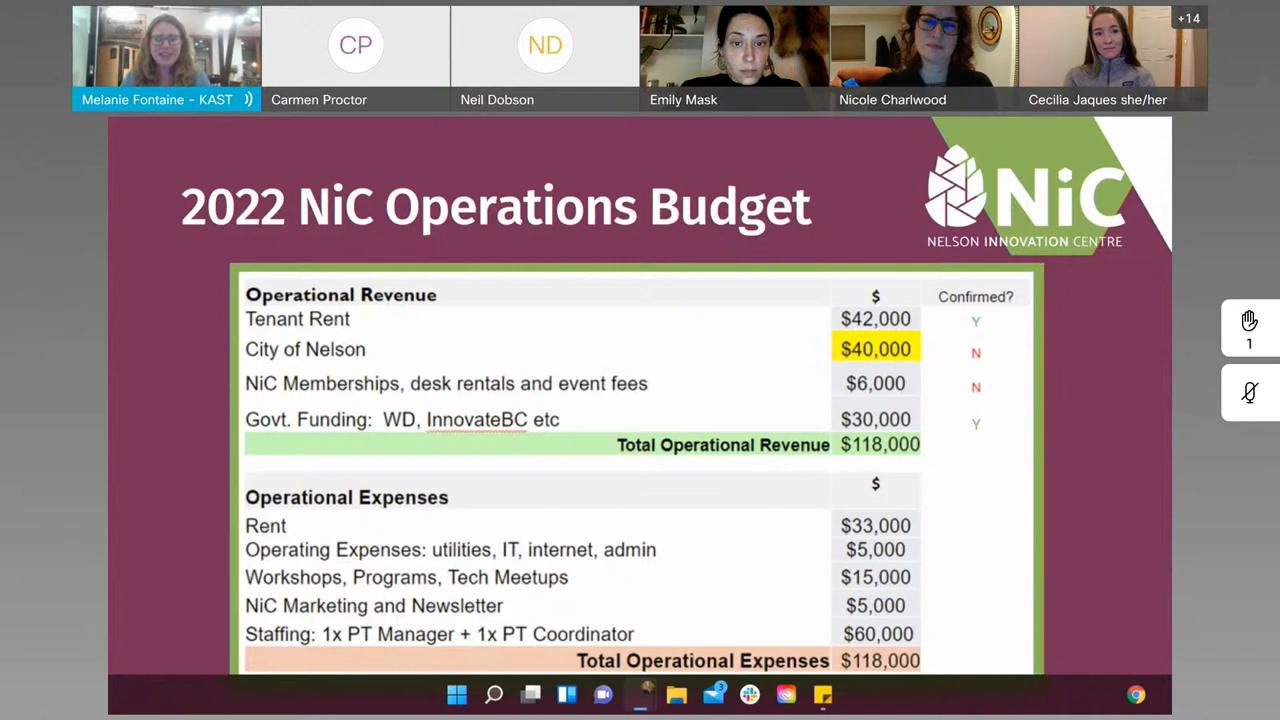 CP
ND
+14
Melanie Fontaine - KAST
Carmen Proctor
Neil Dobson
Emily Mask
Nicole Charlwood
Cecilia Jaques she/her
2022 NiC Operations Budget
NiC
NELSON INNOVATION CENTRE
Operational Revenue $ Confirmed?
Tenant Rent $42,000 Y
City of Nelson $40,000 N
NiC Memberships, desk rentals and event fees $6,000 N
Govt. Funding: WD, InnovateBC etc $30,000 Y
Total Operational Revenue $118,000
Operational Expenses $
Rent $33,000
Operating Expenses: utilities, IT, internet, admin $5,000
Workshops, Programs, Tech Meetups $15,000
NiC Marketing and Newsletter $5,000
Staffing: 1x PT Manager + 1x PT Coordinator $60,000
Total Operational Expenses $118,000
1
3